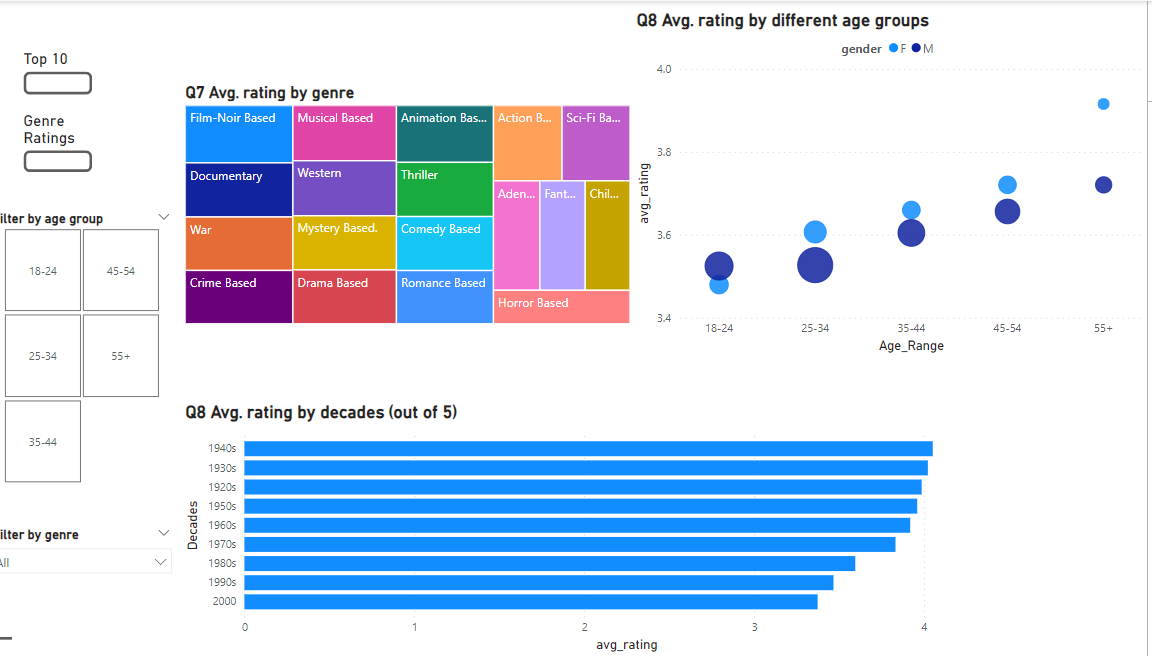 Top 10
Genre
Ratings
ilter by age group
18-24
45-54
25-34
55+
35-44
ilter by genre
All
Q7 Avg. rating by genre
Film-Noir Based
Musical Based
Animation Bas...
Action B...
Sci-Fi Ba...
Documentary
Western
Thriller
Aden...
Fant...
Chil...
War
Mystery Based.
Comedy Based
Crime Based
Drama Based
Romance Based
Horror Based
Q8 Avg. rating by different age groups
gender F M
avg_rating
4.0
3.8
3.6
3.4
18-24
25-34
35-44
45-54
55+
Age_Range
Q8 Avg. rating by decades (out of 5)
Decades
1940s
1930s
1920s
1950s
1960s
1970s
1980s
1990s
2000
0
1
2
3
4
avg_rating